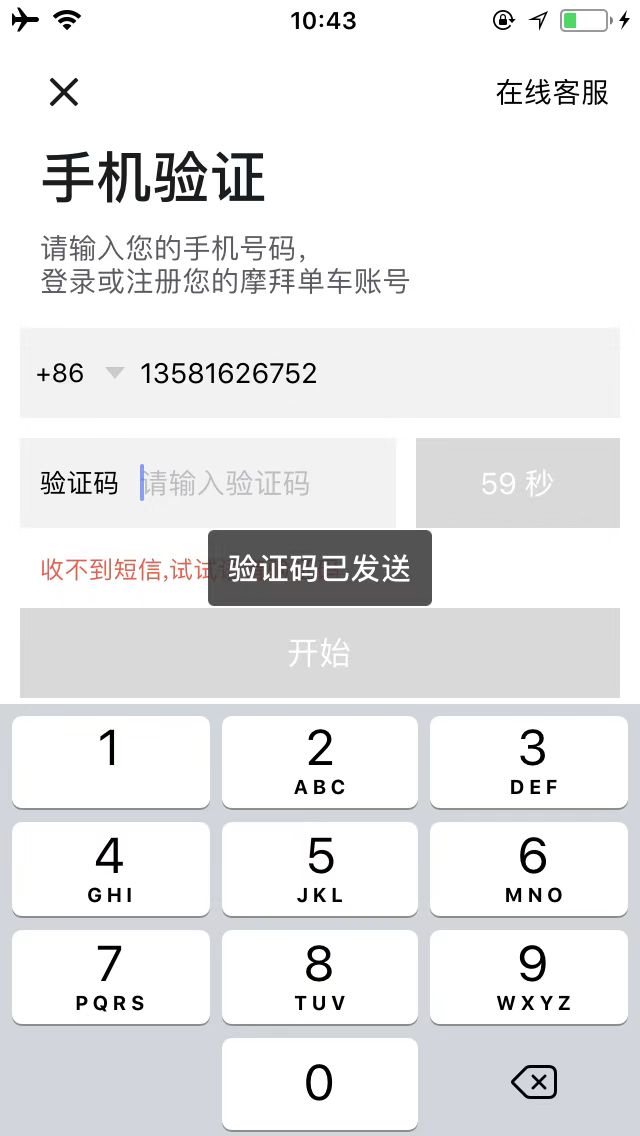 10:43
在线客服
手机验证
请输入您的手机号码，
登录或注册您的摩拜单车账号
+86 13581626752
验证码 请输入验证码 59 秒
收不到短信,试试
验证码已发送
开始
1
2 ABC
3 DEF
4 GHI
5 JKL
6 MNO
7 PQRS
8 TUV
9 WXYZ
0